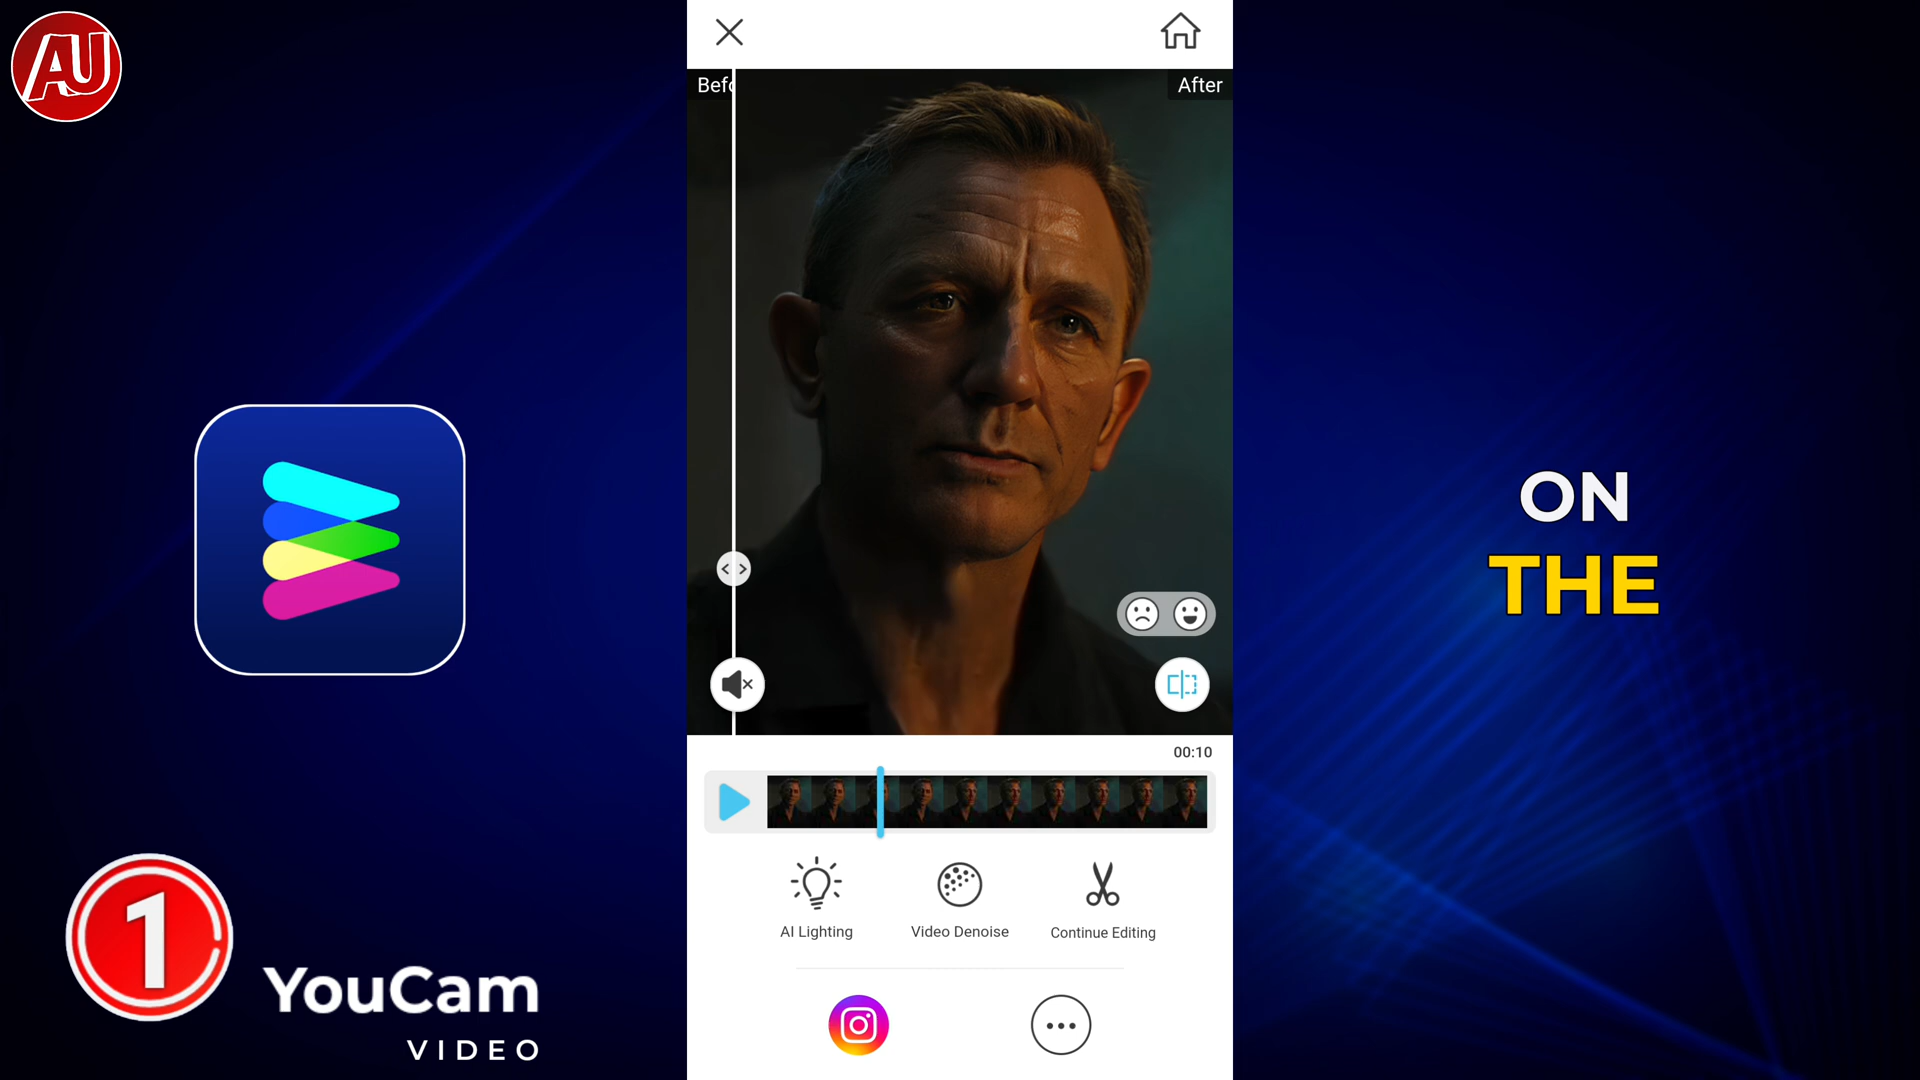 AU
Befo
After
ON
THE
00:10
AI Lighting
Video Denoise
Continue Editing
1
YouCam
VIDEO